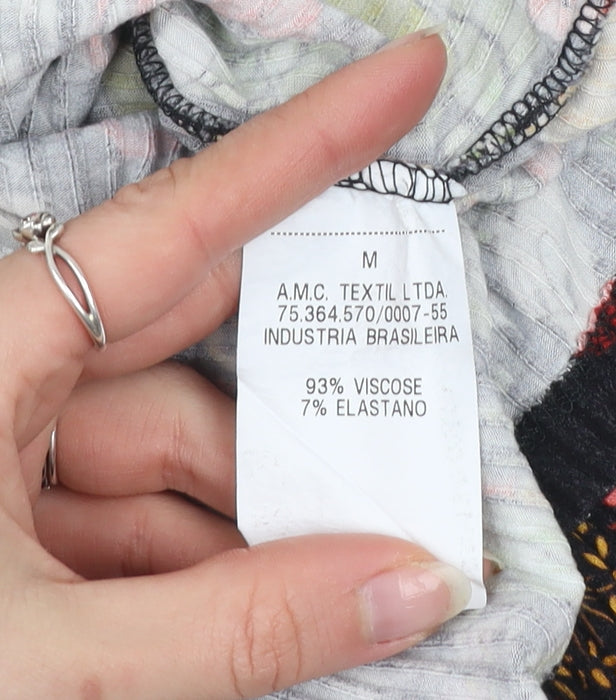 M
A.M.C. TEXTIL LTDA.
75.364.570/0007-55
INDUSTRIA BRASILEIRA
93% VISCOSE
7% ELASTANO